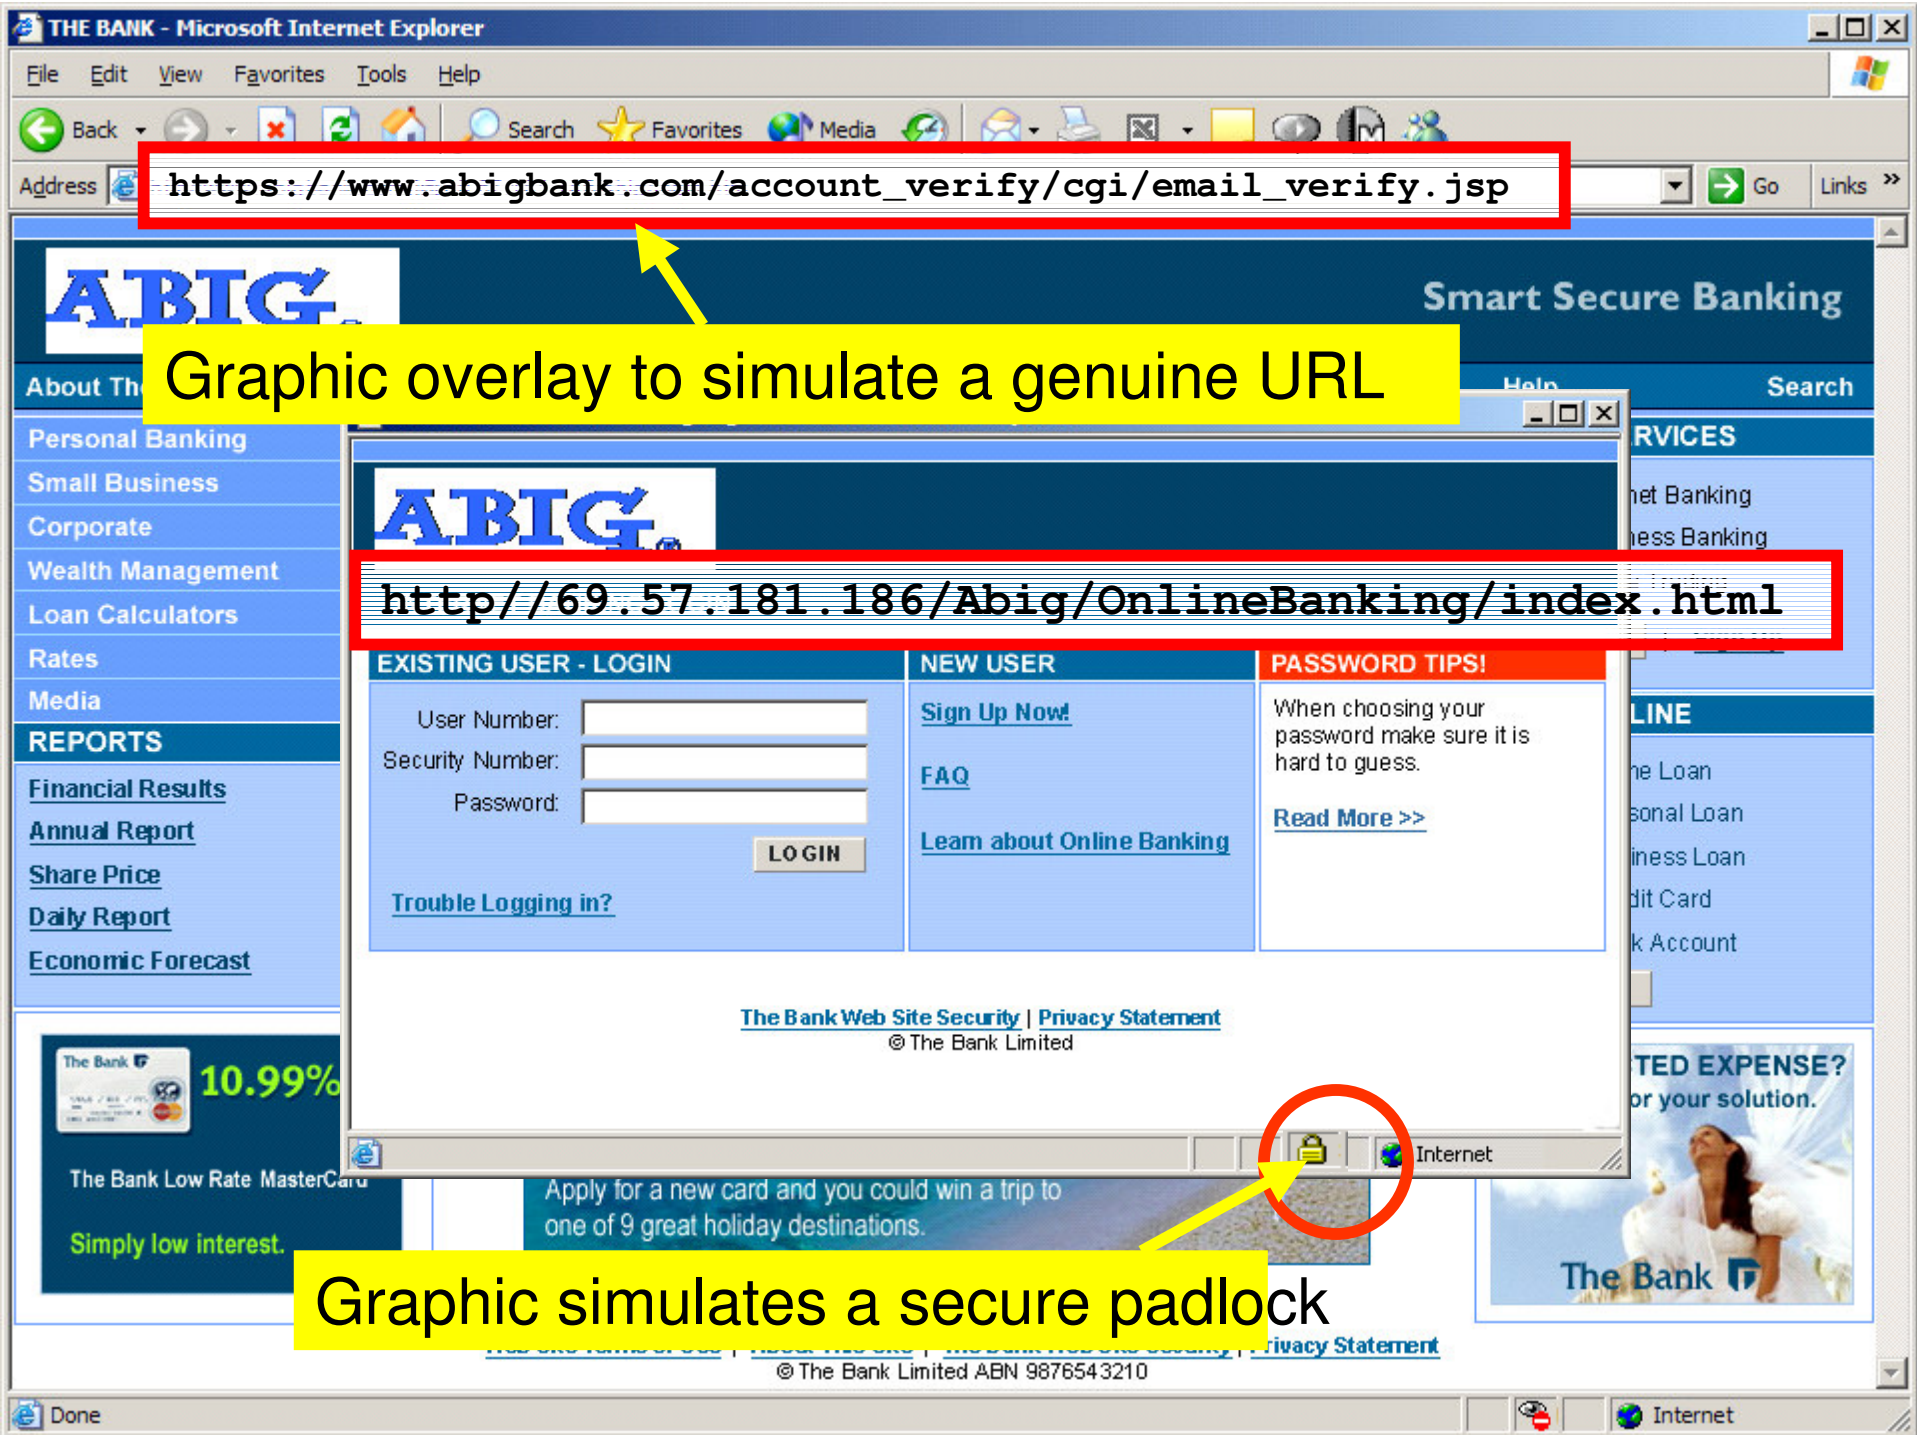 THE BANK - Microsoft Internet Explorer
File Edit View Favorites Tools Help
Back Search Favorites Media
Address https://www.abigbank.com/account_verify/cgi/email_verify.jsp Go Links »
ABIG
Smart Secure Banking
Graphic overlay to simulate a genuine URL
About Help Search
Personal Banking
Small Business
Corporate
Wealth Management
Loan Calculators
Rates
Media
REPORTS
Financial Results
Annual Report
Share Price
Daily Report
Economic Forecast
ABIG®
http//69.57.181.186/Abig/OnlineBanking/index.html
EXISTING USER - LOGIN
User Number:
Security Number:
Password:
LOGIN
Trouble Logging in?
NEW USER
Sign Up Now!
FAQ
Learn about Online Banking
PASSWORD TIPS!
When choosing your
password make sure it is
hard to guess.
Read More >>
The Bank Web Site Security | Privacy Statement
© The Bank Limited
Internet
RVICES
net Banking
ness Banking
LINE
ne Loan
sonal Loan
iness Loan
dit Card
k Account
The Bank
10.99%
The Bank Low Rate MasterCard
Simply low interest.
Apply for a new card and you could win a trip to
one of 9 great holiday destinations.
TED EXPENSE?
or your solution.
The Bank
Graphic simulates a secure padlock
Privacy Statement
© The Bank Limited ABN 9876543210
Done Internet